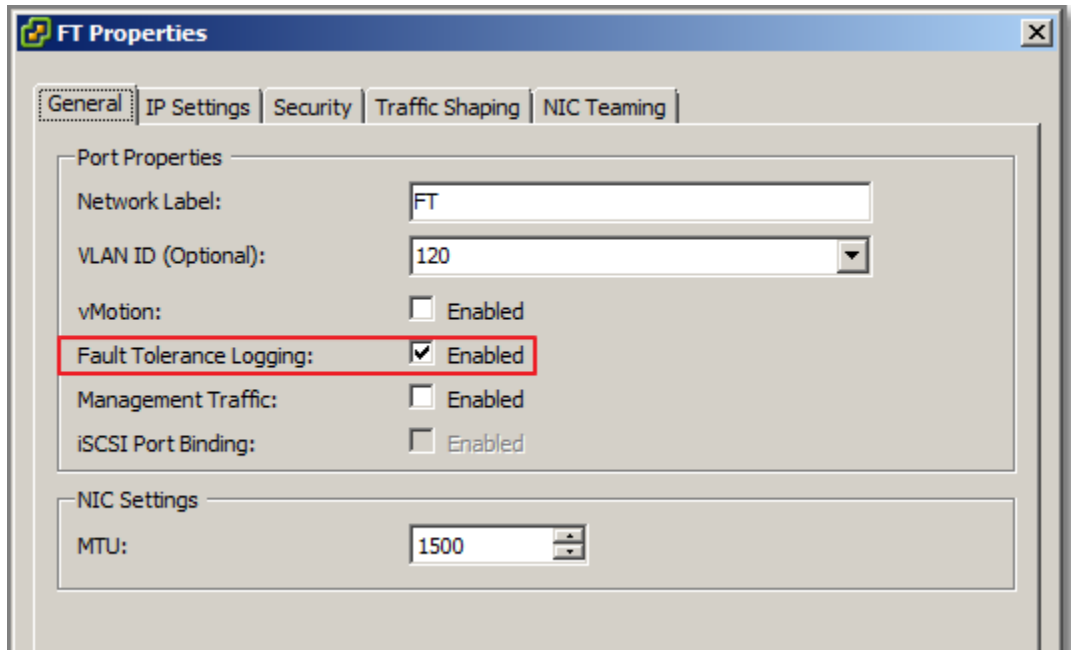 FT Properties
General IP Settings Security Traffic Shaping NIC Teaming
Port Properties
Network Label: FT
VLAN ID (Optional): 120
vMotion: Enabled
Fault Tolerance Logging: Enabled
Management Traffic: Enabled
iSCSI Port Binding: Enabled
NIC Settings
MTU: 1500